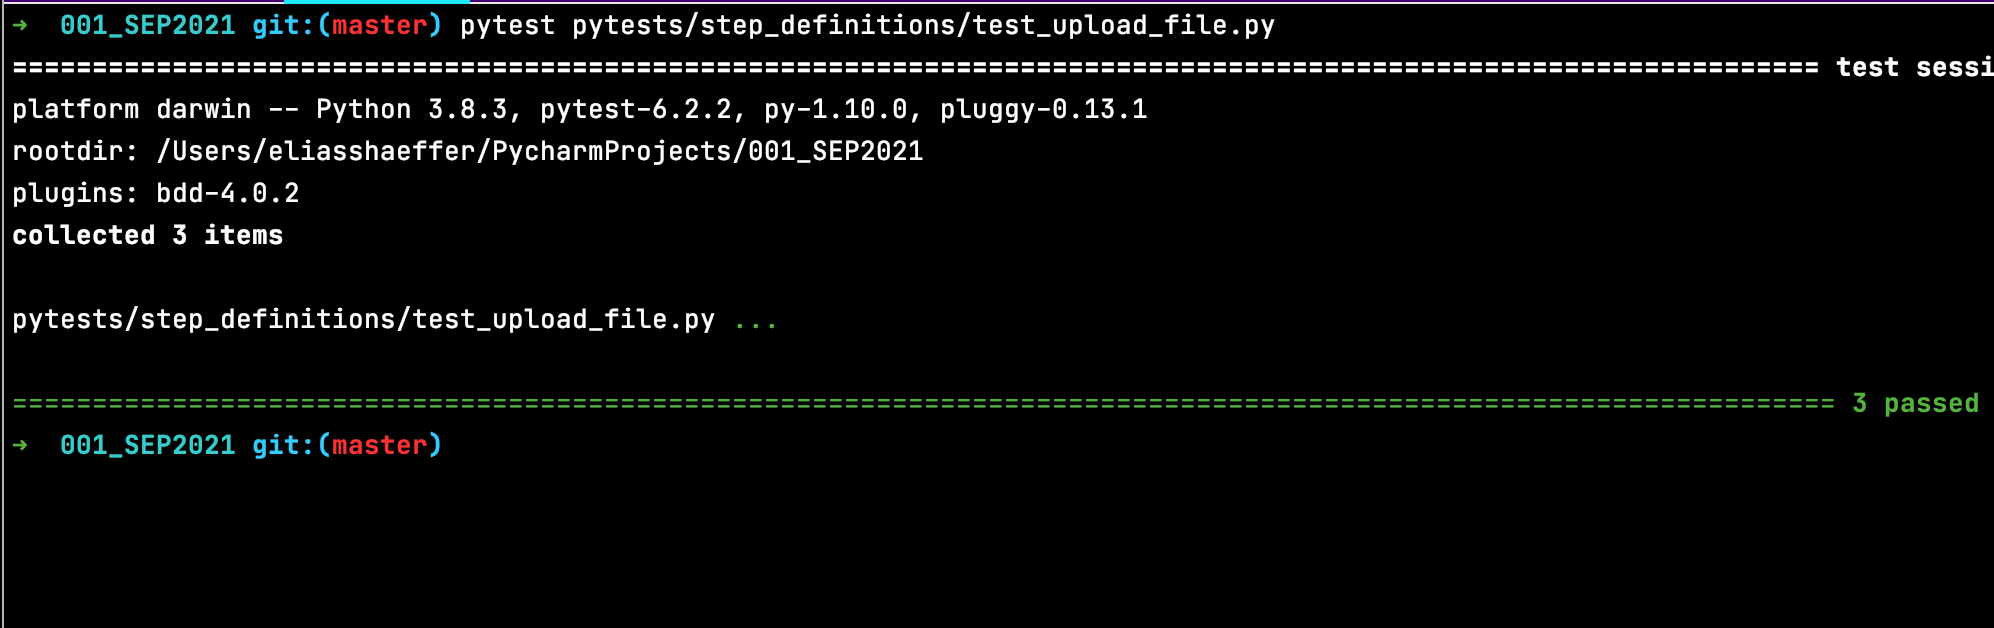 → 001_SEP2021 git:(master) pytest pytests/step_definitions/test_upload_file.py
================================================================================================================= test sessi
platform darwin -- Python 3.8.3, pytest-6.2.2, py-1.10.0, pluggy-0.13.1
rootdir: /Users/eliasshaeffer/PycharmProjects/001_SEP2021
plugins: bdd-4.0.2
collected 3 items
pytests/step_definitions/test_upload_file.py ...
================================================================================================================== 3 passed
→ 001_SEP2021 git:(master)